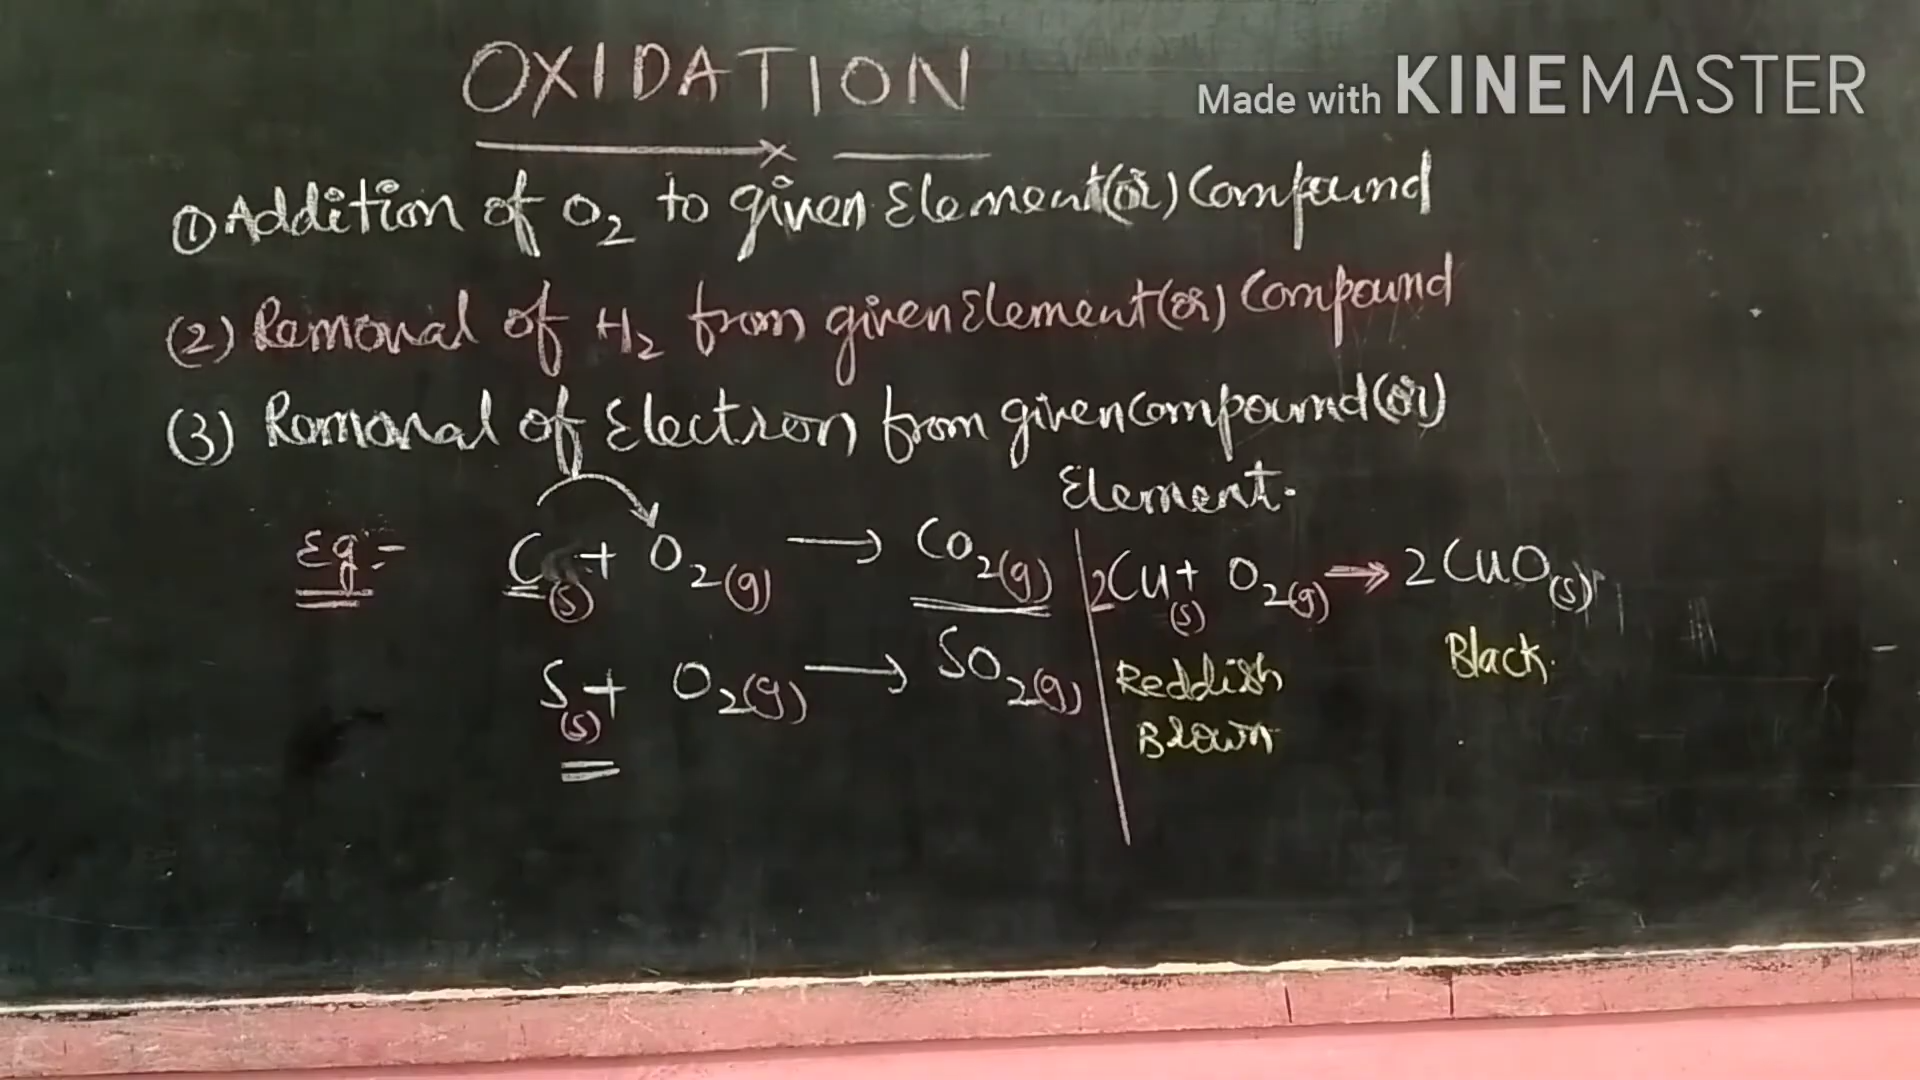 OXIDATION
Made with KINEMASTER
① Addition of O₂ to given Element (or) Compound
(2) Removal of H₂ from given Element (or) Compound
(3) Removal of Electron from given compound (or)
Element.
Eg:- C(s) + O₂(g) → CO₂(g) | 2Cu(s) + O₂(g) → 2CuO(s)
S(s) + O₂(g) → SO₂(g) | Reddish Black.
Brown